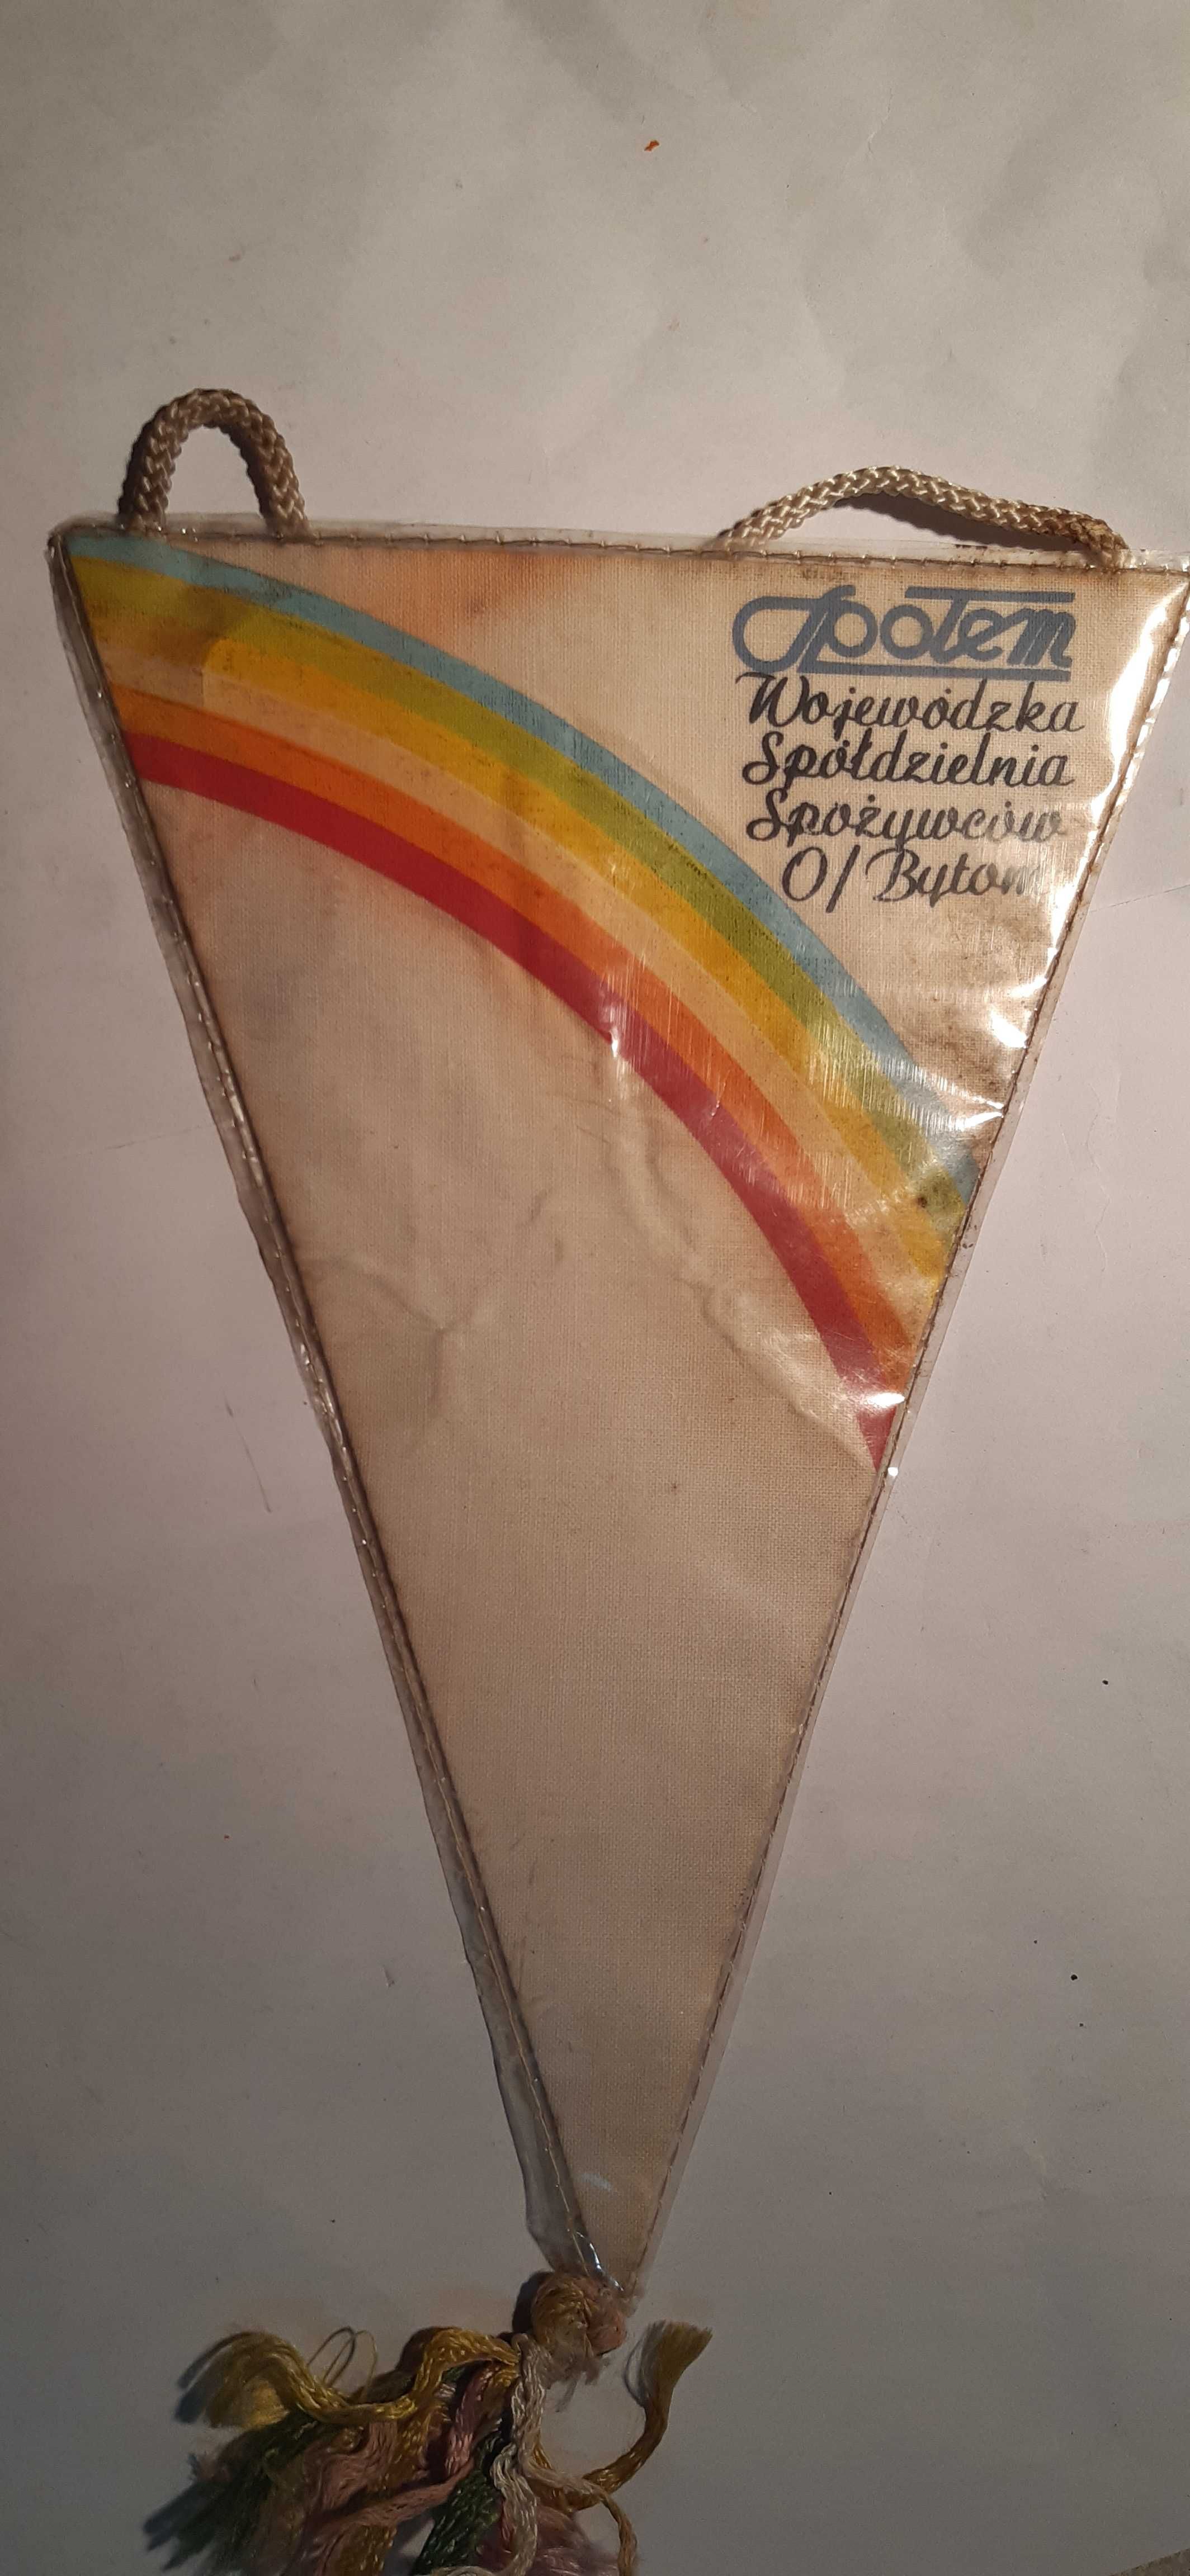 Społem
Wojewódzka
Spółdzielnia
Spożywców
O/Bytom